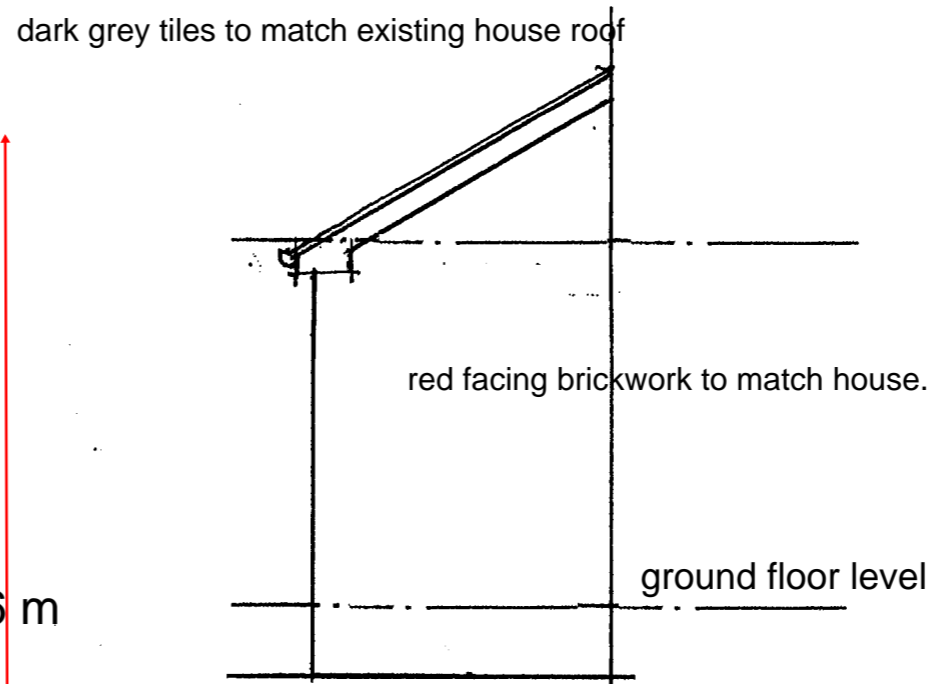 dark grey tiles to match existing house roof
red facing brickwork to match house.
ground floor level
m